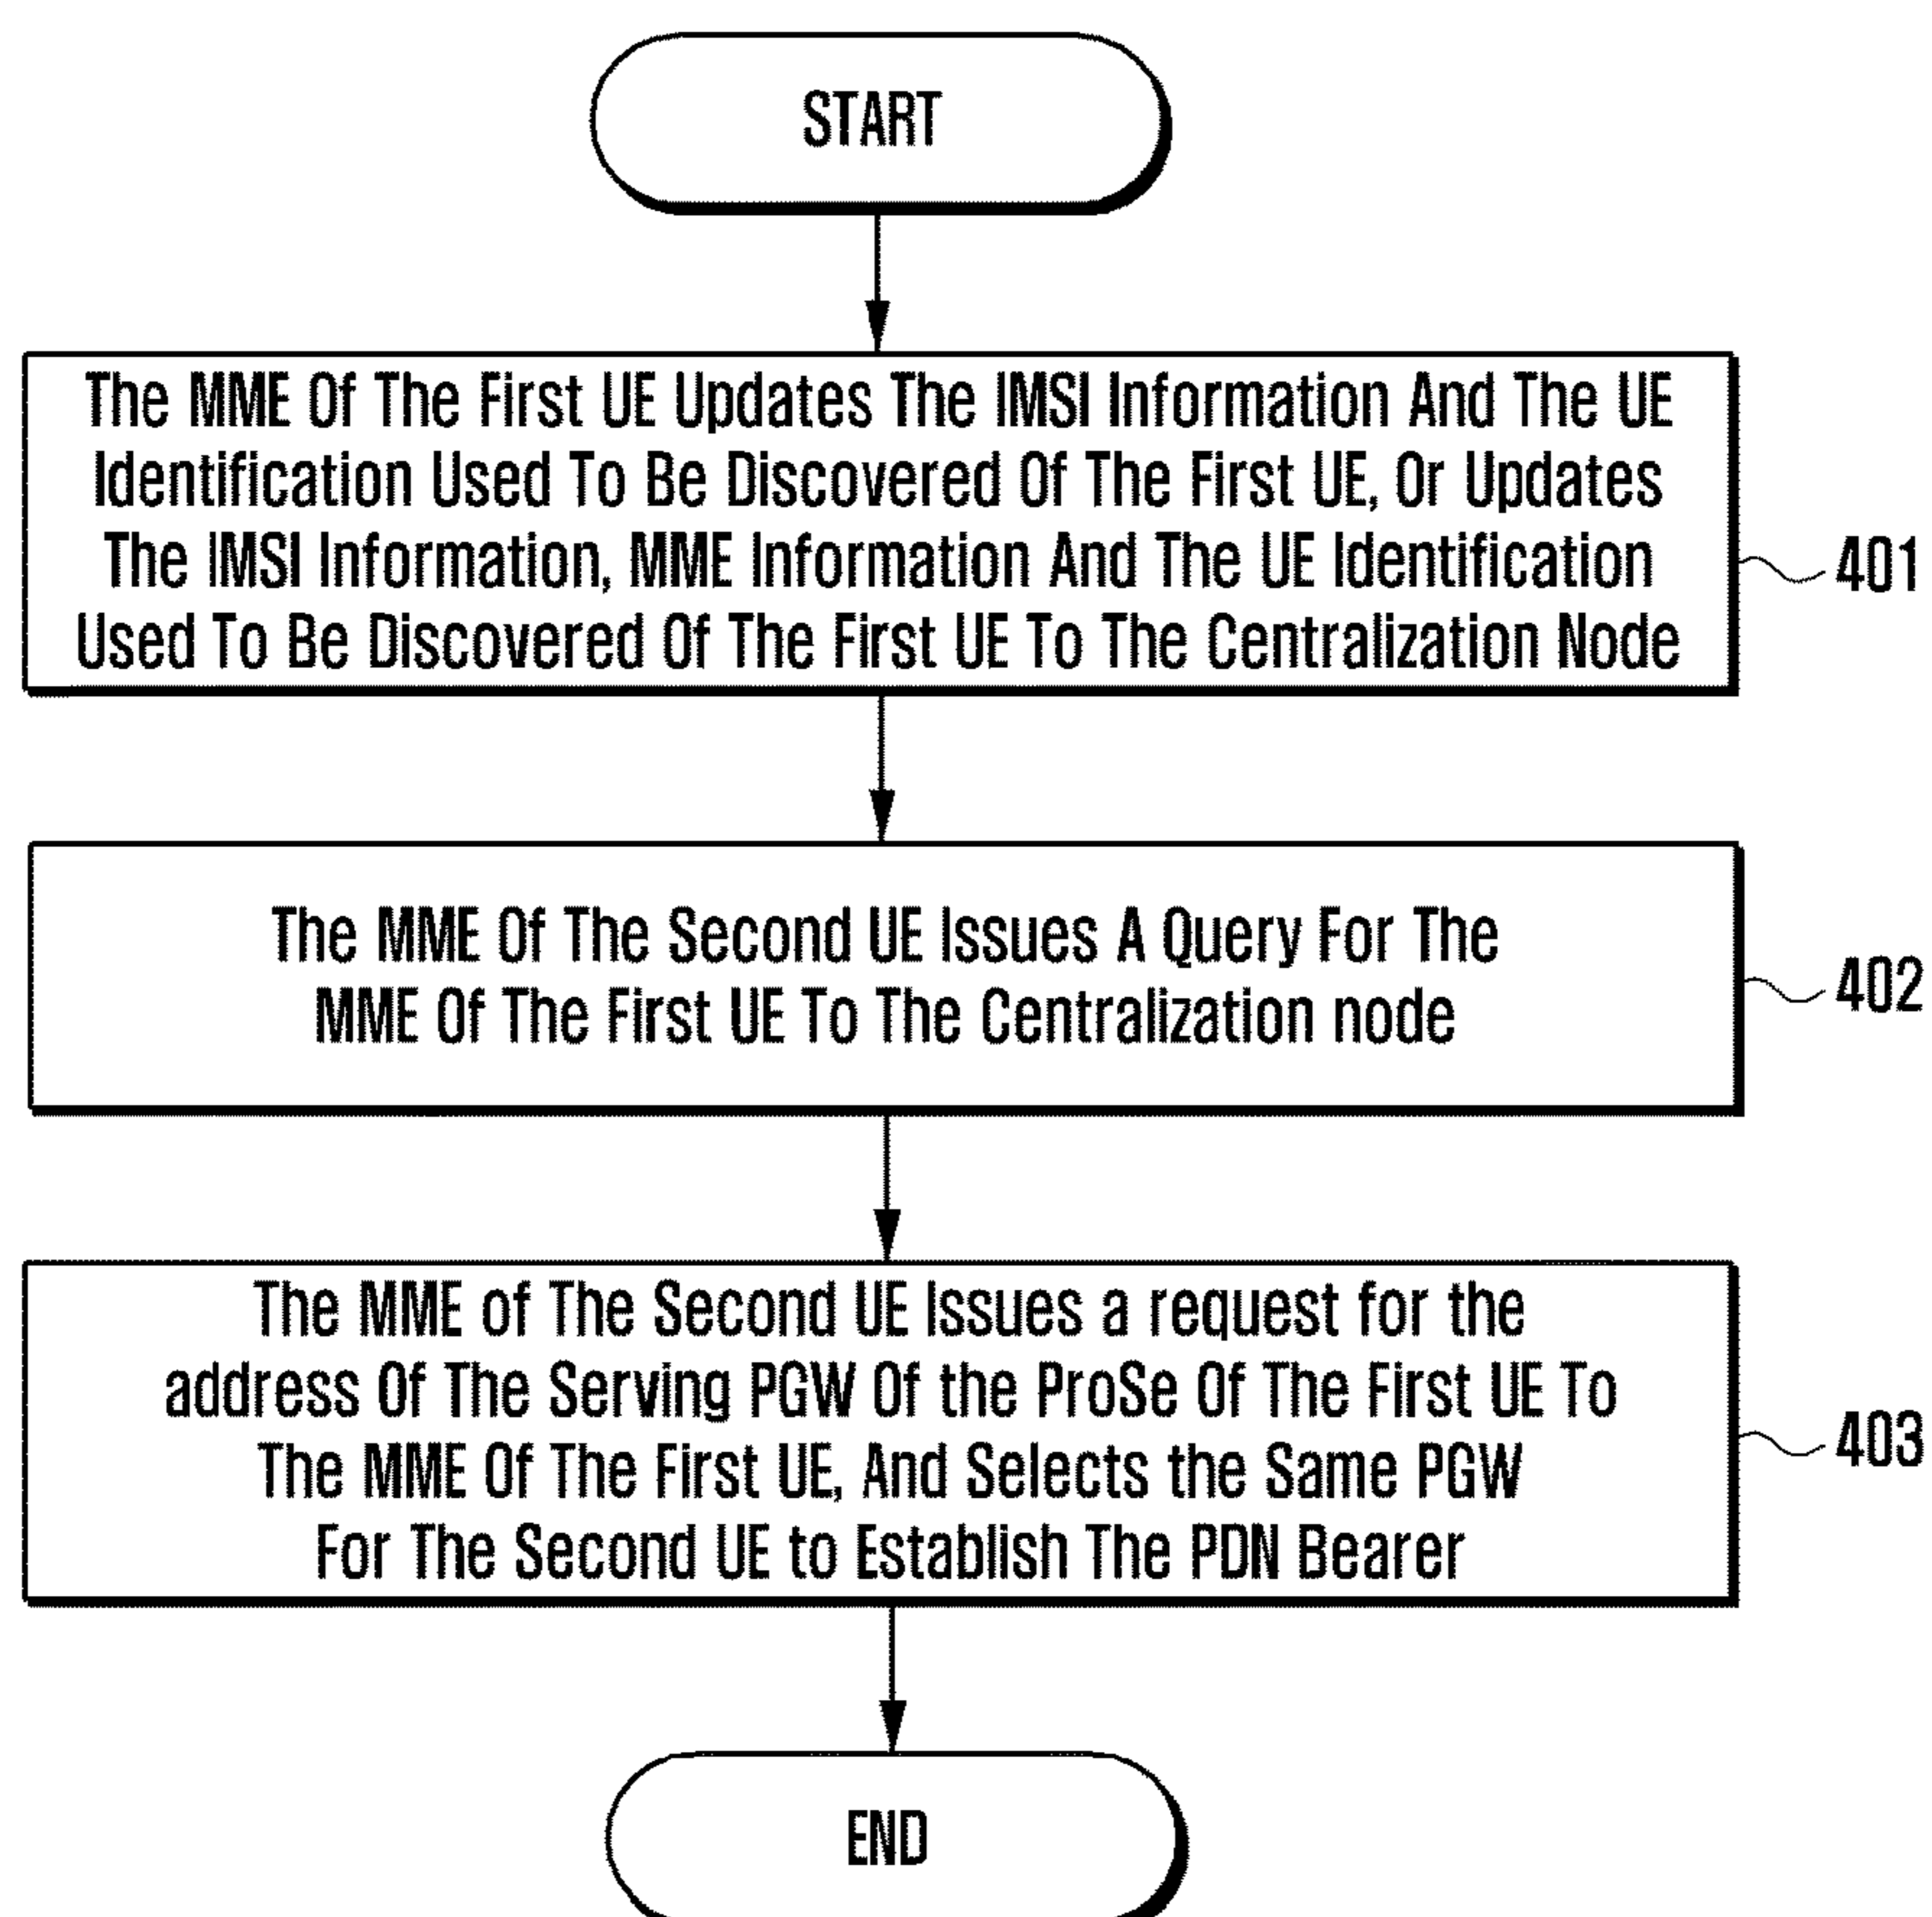 START
The MME Of The First UE Updates The IMSI Information And The UE
Identification Used To Be Discovered Of The First UE, Or Updates
The IMSI Information, MME Information And The UE Identification
Used To Be Discovered Of The First UE To The Centralization Node
401
The MME Of The Second UE Issues A Query For The
MME Of The First UE To The Centralization node
402
The MME of The Second UE Issues a request for the
address Of The Serving PGW Of the ProSe Of The First UE To
The MME Of The First UE, And Selects the Same PGW
For The Second UE to Establish The PDN Bearer
403
END